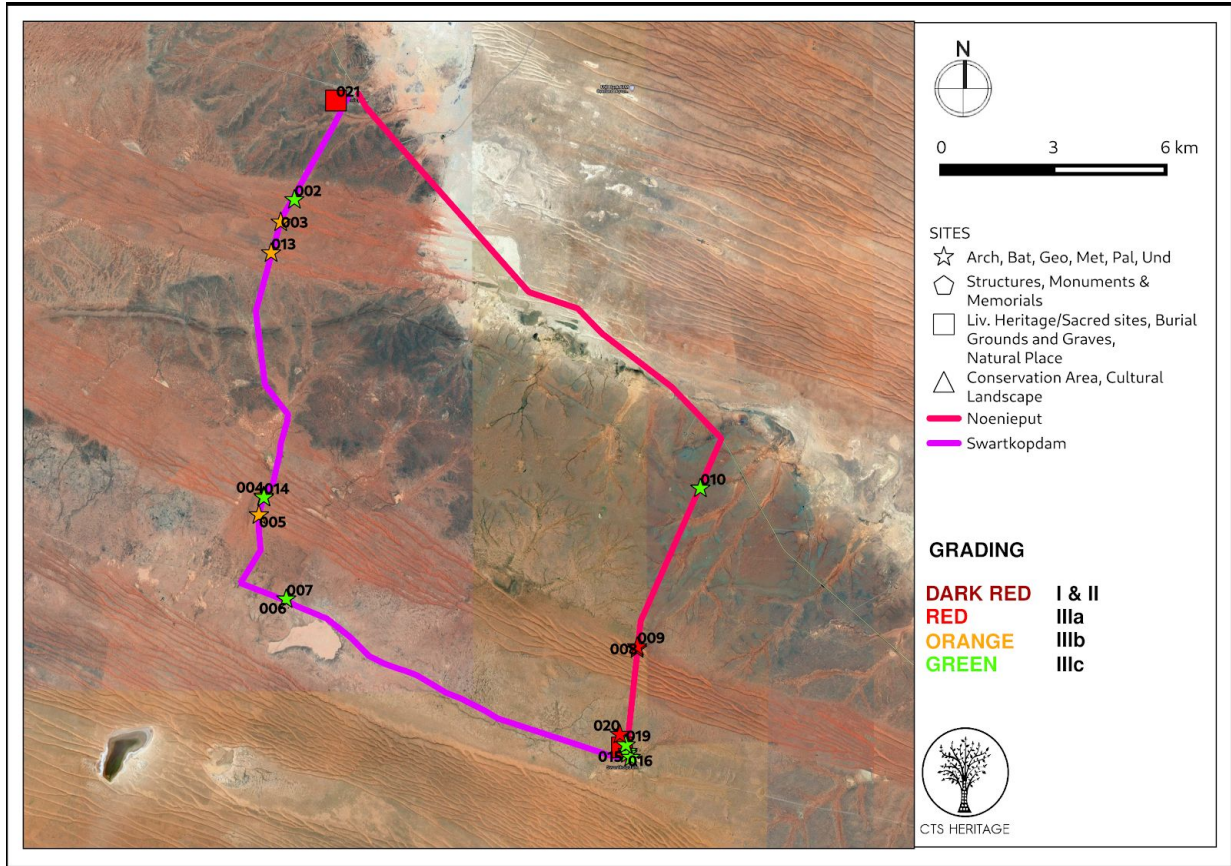 021
002
003
013
004
014
005
007
006
010
009
008
020
019
015
016
N
0 3 6 km
SITES
Arch, Bat, Geo, Met, Pal, Und
Structures, Monuments &
Memorials
Liv. Heritage/Sacred sites, Burial
Grounds and Graves,
Natural Place
Conservation Area, Cultural
Landscape
Noenieput
Swartkopdam
GRADING
DARK RED I & II
RED IIIa
ORANGE IIIb
GREEN IIIc
CTS HERITAGE